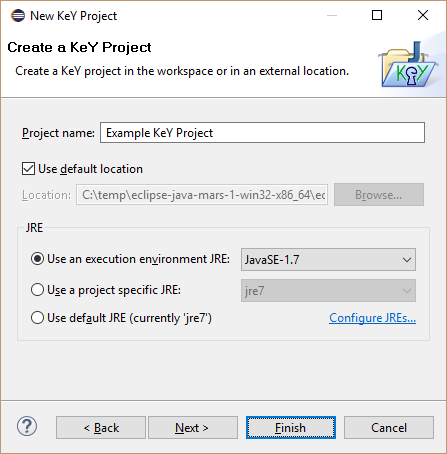 New KeY Project
Create a KeY Project
Create a KeY project in the workspace or in an external location.
KeY
Project name: Example KeY Project
Use default location
Location: C:\temp\eclipse-java-mars-1-win32-x86_64\ec Browse...
JRE
Use an execution environment JRE: JavaSE-1.7
Use a project specific JRE: jre7
Use default JRE (currently 'jre7') Configure JREs...
? < Back Next > Finish Cancel